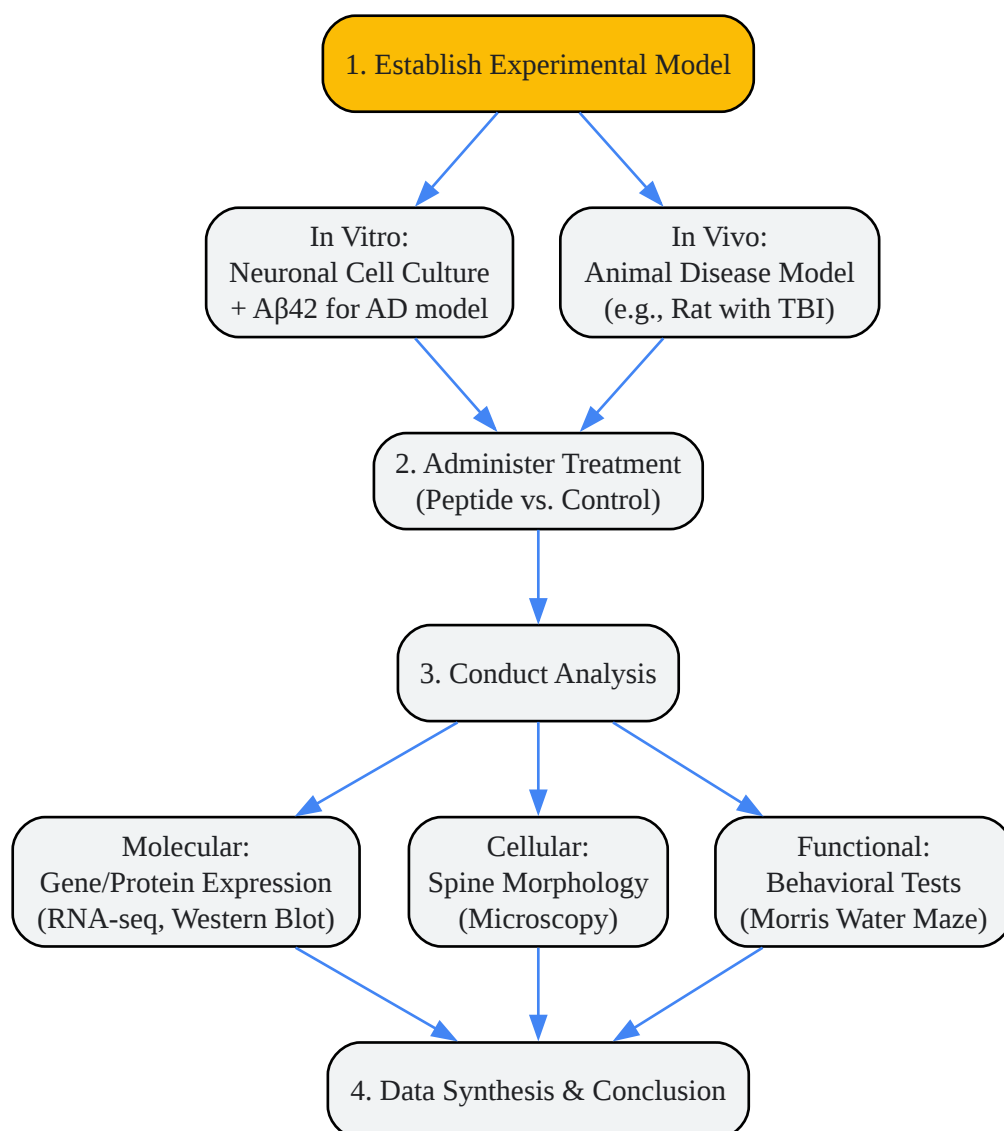 1. Establish Experimental Model
In Vitro:
Neuronal Cell Culture
+ Aβ42 for AD model
In Vivo:
Animal Disease Model
(e.g., Rat with TBI)
2. Administer Treatment
(Peptide vs. Control)
3. Conduct Analysis
Molecular:
Gene/Protein Expression
(RNA-seq, Western Blot)
Cellular:
Spine Morphology
(Microscopy)
Functional:
Behavioral Tests
(Morris Water Maze)
4. Data Synthesis & Conclusion